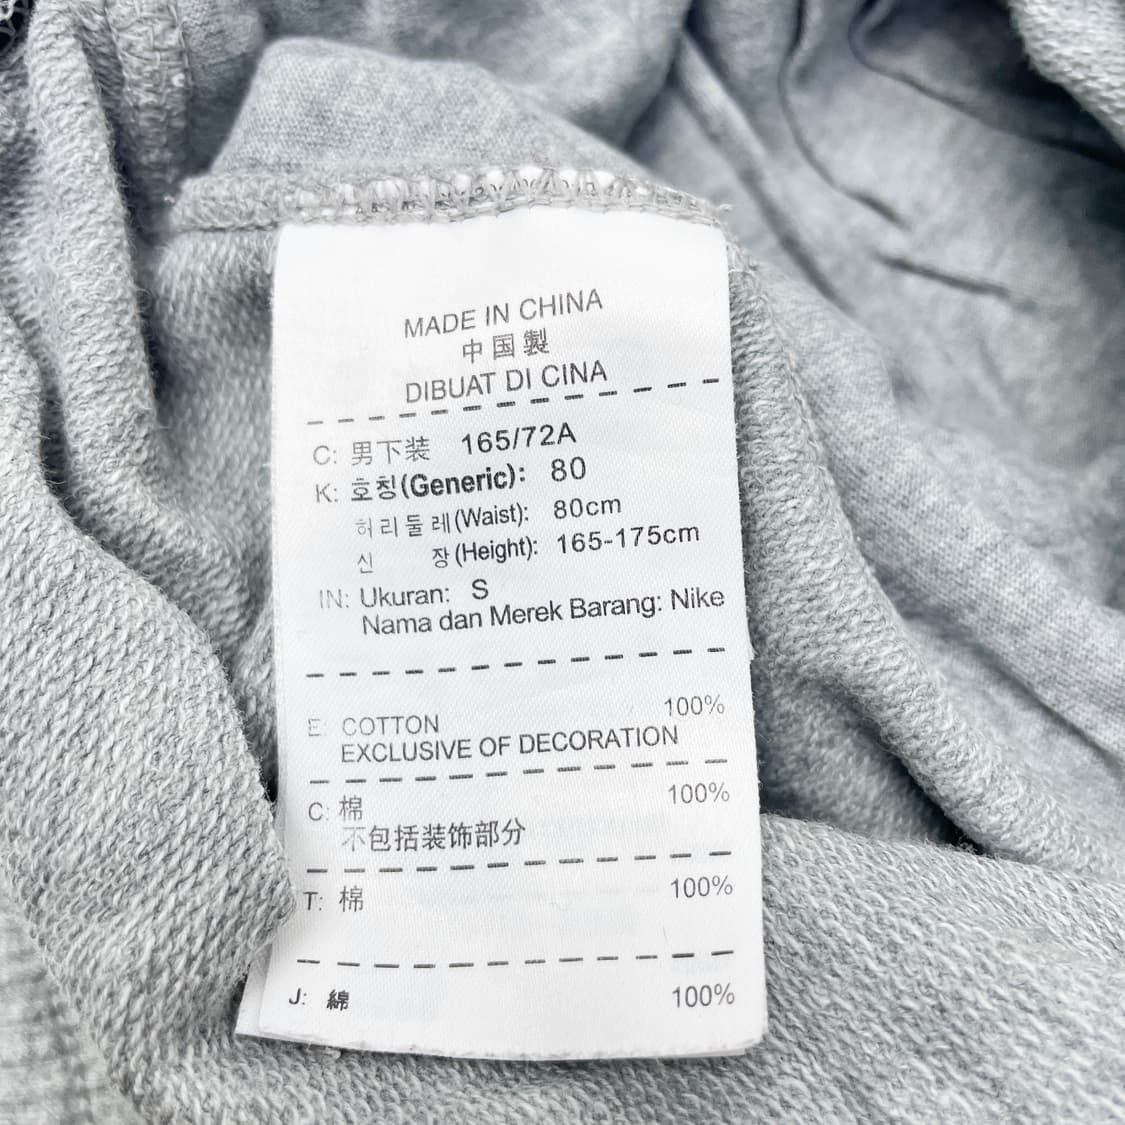 MADE IN CHINA
中国製
DIBUAT DI CINA
C: 男下装 165/72A
K: 호칭(Generic): 80
허리둘레(Waist): 80cm
신 장(Height): 165-175cm
IN: Ukuran: S
Nama dan Merek Barang: Nike
E: COTTON 100%
EXCLUSIVE OF DECORATION
C: 棉 100%
不包括装饰部分
T: 棉 100%
J: 綿 100%